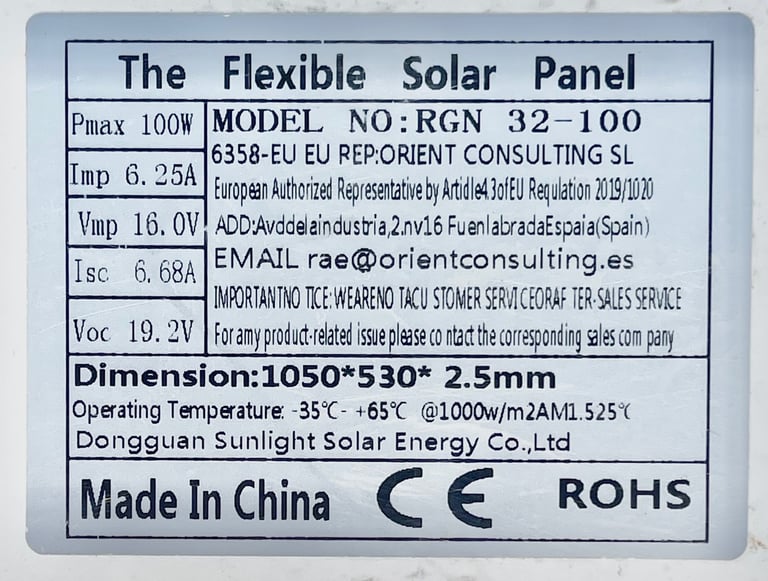 The Flexible Solar Panel
Pmax 100W
Imp 6.25A
Vmp 16.0V
Isc 6.68A
Voc 19.2V
MODEL NO:RGN 32-100
6358-EU EU REP:ORIENT CONSULTING SL
European Authorized Representative by Artidle4.3ofEU Requlation 2019/1020
ADD:Avddelaindustria,2.nv16 FuenlabradaEspaia(Spain)
EMAIL rae@orientconsulting.es
IMPORTANTNO TICE:WEARENO TACU STOMER SERVICEORAF TER-SALES SERVICE
For amy product-related issue please co ntact the corresponding sales com pany
Dimension:1050*530* 2.5mm
Operating Temperature: -35℃- +65℃ @1000w/m2AM1.525℃
Dongguan Sunlight Solar Energy Co.,Ltd
Made In China CE ROHS